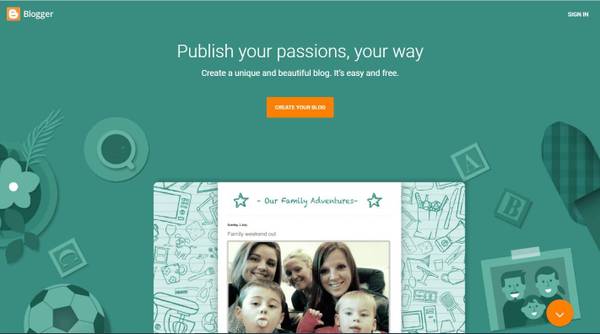 Blogger
SIGN IN
Publish your passions, your way
Create a unique and beautiful blog. It's easy and free.
CREATE YOUR BLOG
- Our Family Adventures-
Sunday, 1 July
Family weekend out
A
B
C